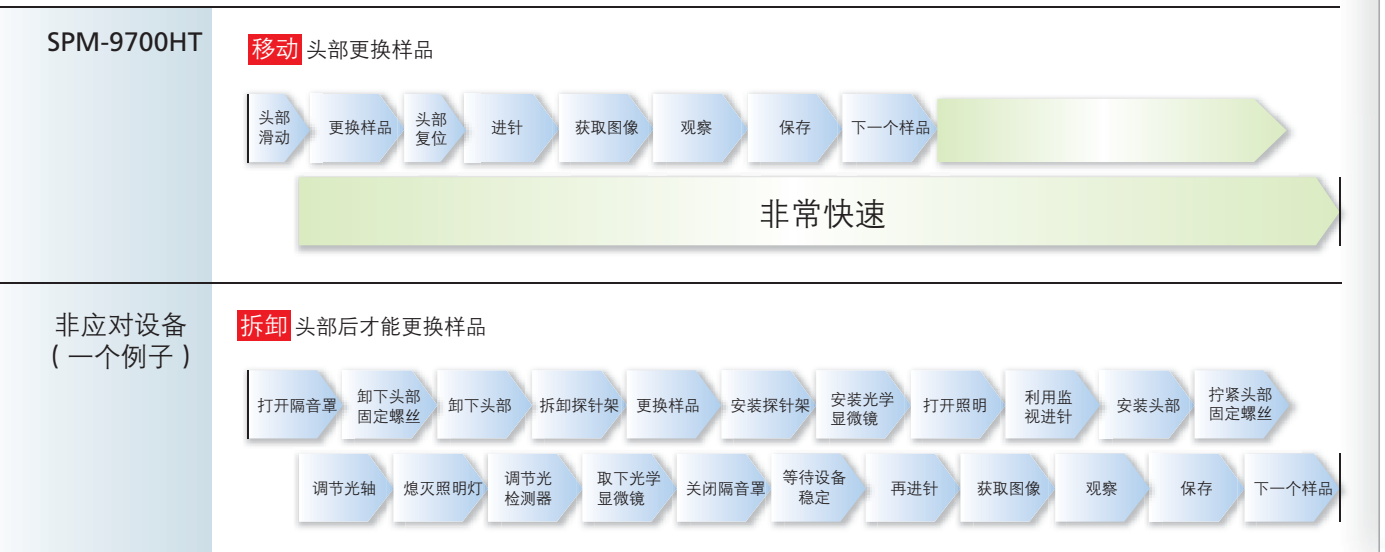 SPM-9700HT
移动 头部更换样品
头部
滑动
更换样品
头部
复位
进针
获取图像
观察
保存
下一个样品
非常快速
非应对设备
(一个例子)
拆卸 头部后才能更换样品
打开隔音罩
卸下头部
固定螺丝
卸下头部
拆卸探针架
更换样品
安装探针架
安装光学
显微镜
打开照明
利用监
视进针
安装头部
拧紧头部
固定螺丝
调节光轴
熄灭照明灯
调节光
检测器
取下光学
显微镜
关闭隔音罩
等待设备
稳定
再进针
获取图像
观察
保存
下一个样品